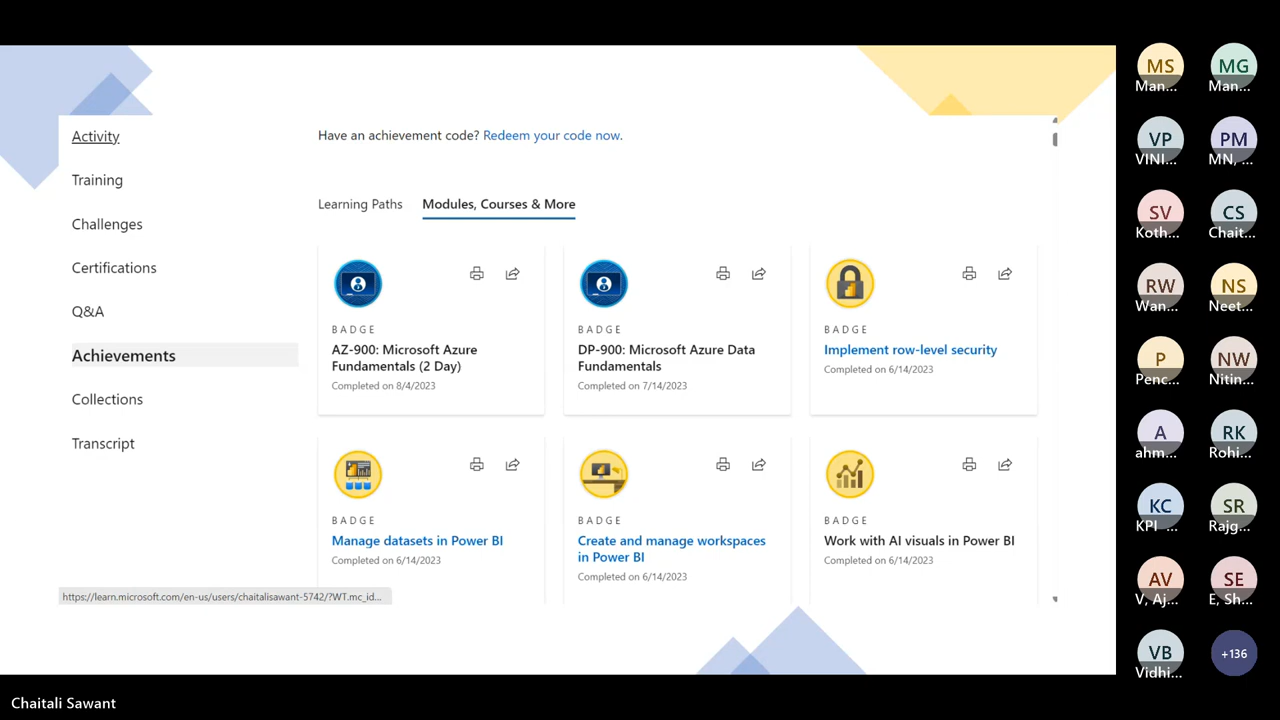 Activity
Training
Challenges
Certifications
Q&A
Achievements
Collections
Transcript
Have an achievement code? Redeem your code now.
Learning Paths Modules, Courses & More
BADGE
AZ-900: Microsoft Azure
Fundamentals (2 Day)
Completed on 8/4/2023
BADGE
DP-900: Microsoft Azure Data
Fundamentals
Completed on 7/14/2023
BADGE
Implement row-level security
Completed on 6/14/2023
BADGE
Manage datasets in Power BI
Completed on 6/14/2023
BADGE
Create and manage workspaces
in Power BI
Completed on 6/14/2023
BADGE
Work with AI visuals in Power BI
Completed on 6/14/2023
https://learn.microsoft.com/en-us/users/chaitalisawant-5742/?WT.mc_id...
MS
Man...
MG
Man...
VP
VINI...
PM
MN, ...
SV
Koth...
CS
Chait...
RW
Wan...
NS
Neet...
P
Penc...
NW
Nitin...
A
ahm...
RK
Rohi...
KC
KPI ...
SR
Rajg...
AV
V, Aj...
SE
E, Sh...
VB
Vidhi...
+136
Chaitali Sawant